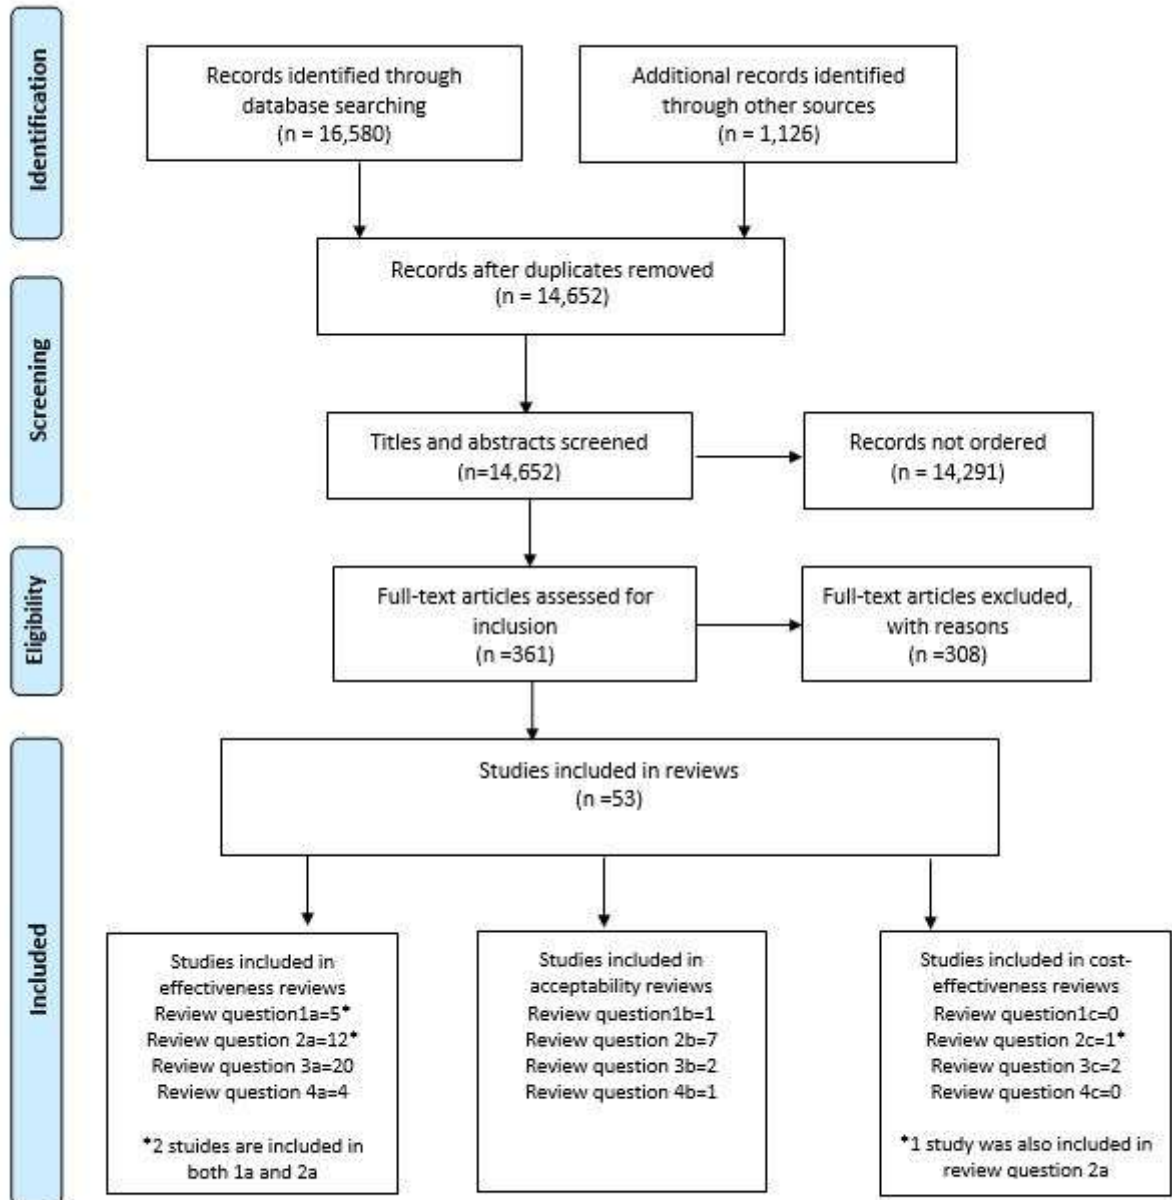 Identification
Records identified through
database searching
(n = 16,580)
Additional records identified
through other sources
(n = 1,126)
Records after duplicates removed
(n = 14,652)
Screening
Titles and abstracts screened
(n=14,652)
Records not ordered
(n = 14,291)
Eligibility
Full-text articles assessed for
inclusion
(n =361)
Full-text articles excluded,
with reasons
(n =308)
Included
Studies included in reviews
(n =53)
Studies included in
effectiveness reviews
Review question1a=5*
Review question 2a=12*
Review question 3a=20
Review question 4a=4
*2 stuides are included in
both 1a and 2a
Studies included in
acceptability reviews
Review question1b=1
Review question 2b=7
Review question 3b=2
Review question 4b=1
Studies included in cost-
effectiveness reviews
Review question1c=0
Review question 2c=1*
Review question 3c=2
Review question 4c=0
*1 study was also included in
review question 2a